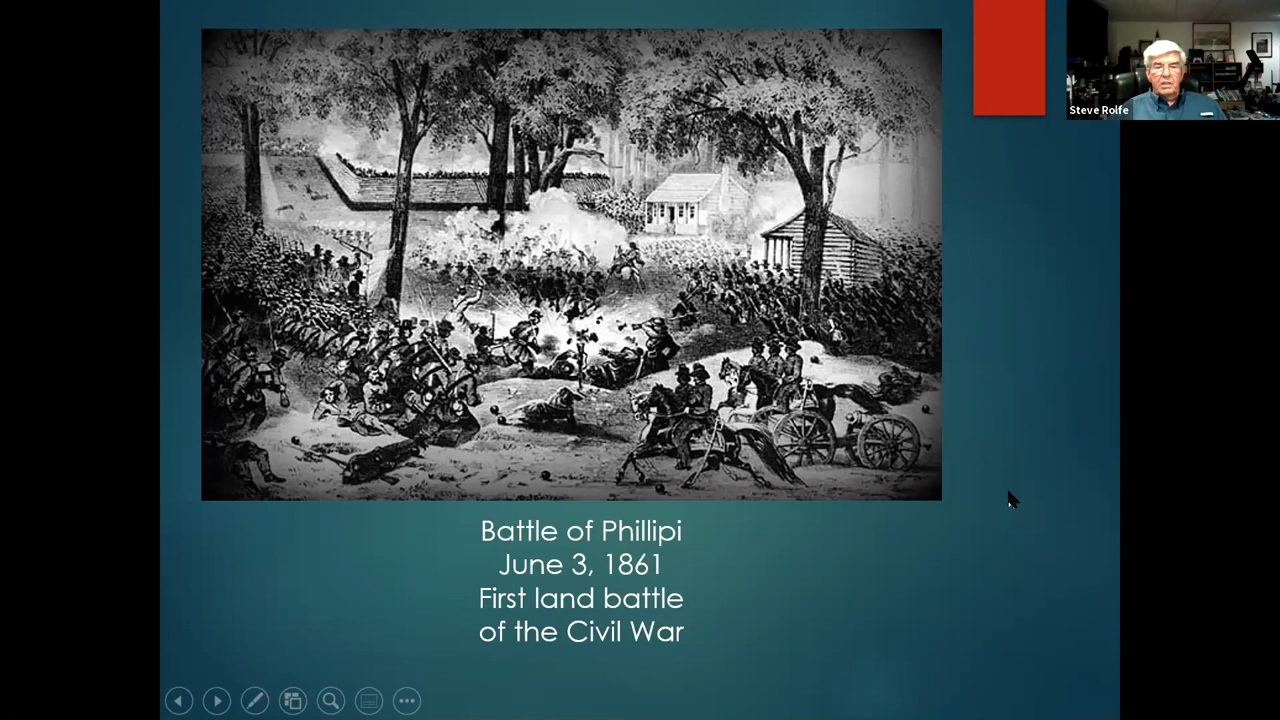 Steve Rolfe
Battle of Phillipi
June 3, 1861
First land battle
of the Civil War